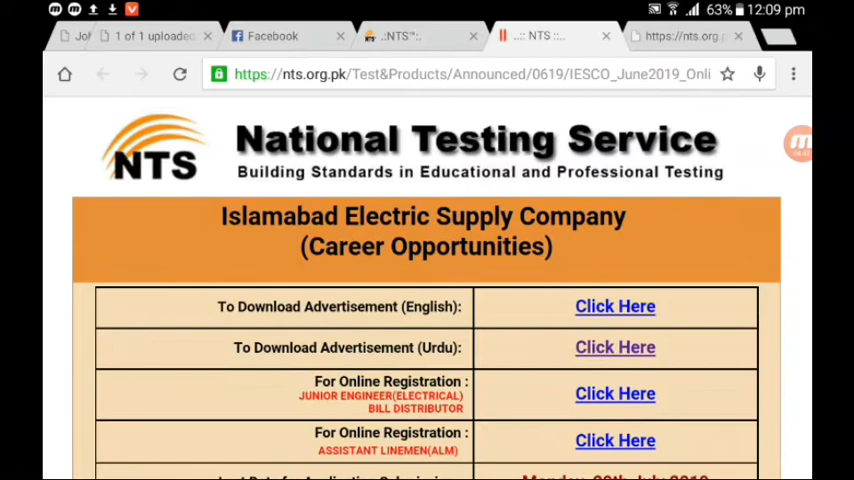 63% 12:09 pm
Joh 1 of 1 uploaded Facebook .:NTS™:. ..:: NTS ::.. https://nts.org.pk
https://nts.org.pk/Test&Products/Announced/0619/IESCO_June2019_Onli
NTS
National Testing Service
Building Standards in Educational and Professional Testing
Islamabad Electric Supply Company
(Career Opportunities)
To Download Advertisement (English): Click Here
To Download Advertisement (Urdu): Click Here
For Online Registration :
JUNIOR ENGINEER(ELECTRICAL)
BILL DISTRIBUTOR
Click Here
For Online Registration :
ASSISTANT LINEMEN(ALM)
Click Here